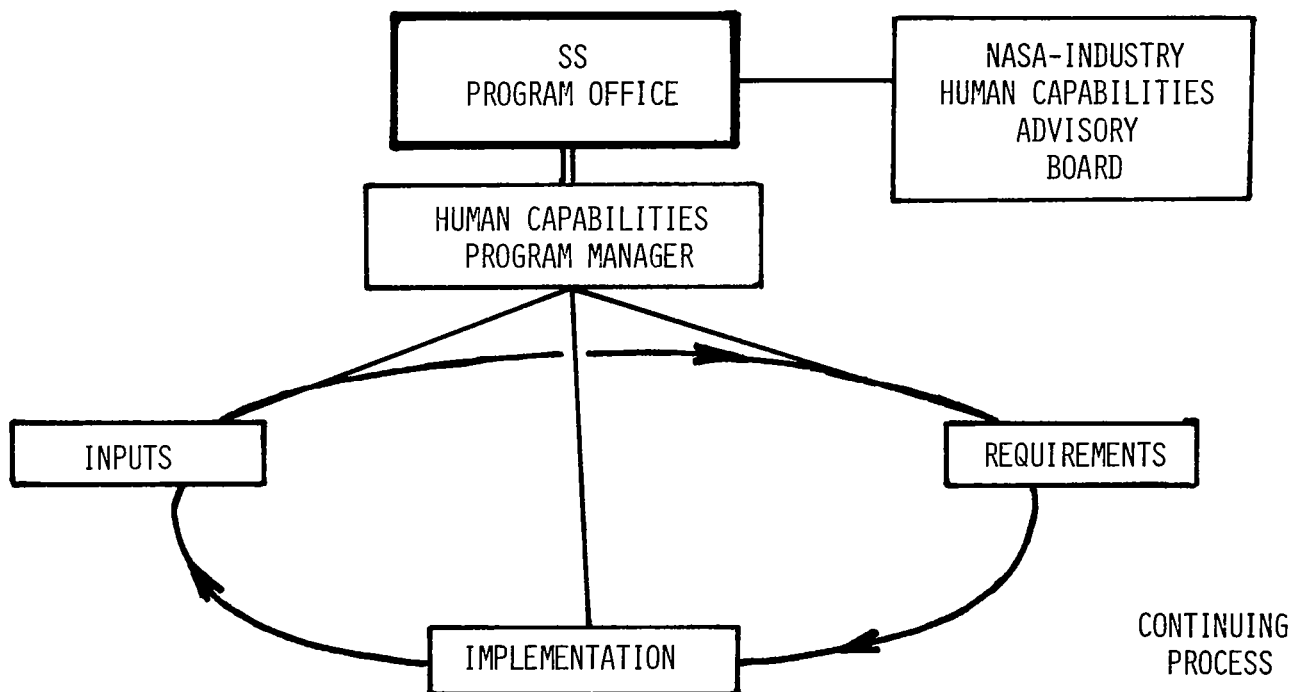 SS
PROGRAM OFFICE
NASA-INDUSTRY
HUMAN CAPABILITIES
ADVISORY
BOARD
HUMAN CAPABILITIES
PROGRAM MANAGER
INPUTS
REQUIREMENTS
IMPLEMENTATION
CONTINUING
PROCESS